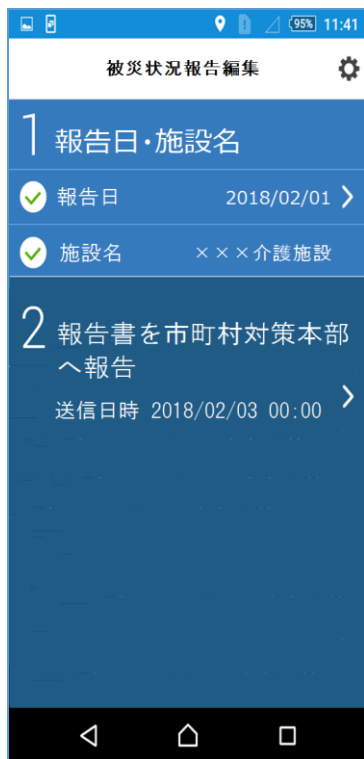 95% 11:41
被災状況報告編集
1 報告日・施設名
報告日 2018/02/01
施設名 ×××介護施設
2 報告書を市町村対策本部
へ報告
送信日時 2018/02/03 00:00